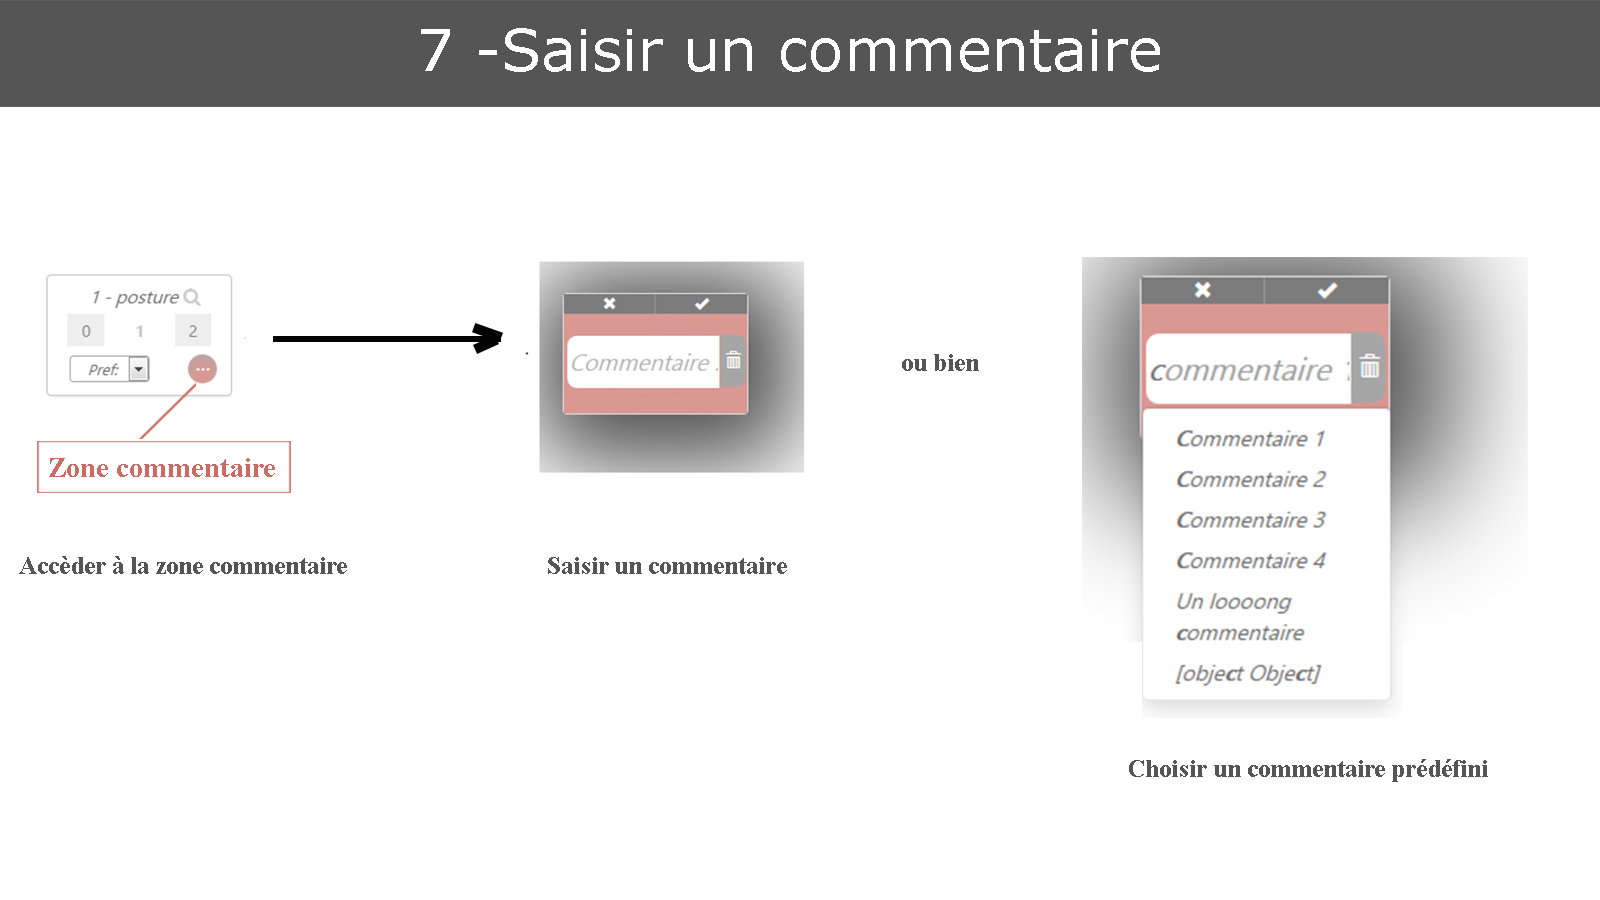 7 -Saisir un commentaire
1 - posture
0 1 2
Pref:
...
Zone commentaire
Accèder à la zone commentaire
Commentaire .
Saisir un commentaire
ou bien
commentaire
Commentaire 1
Commentaire 2
Commentaire 3
Commentaire 4
Un loooong
commentaire
[object Object]
Choisir un commentaire prédéfini